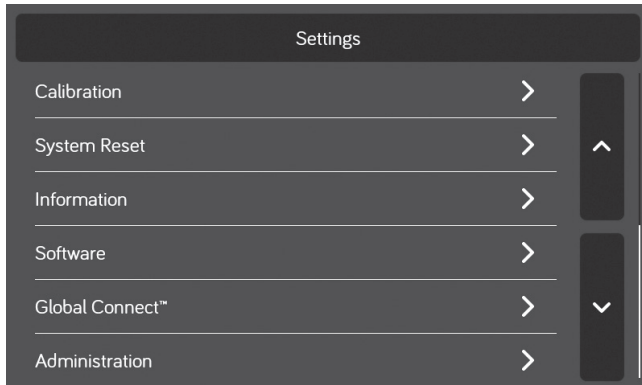 Settings
Calibration
System Reset
Information
Software
Global Connect™
Administration